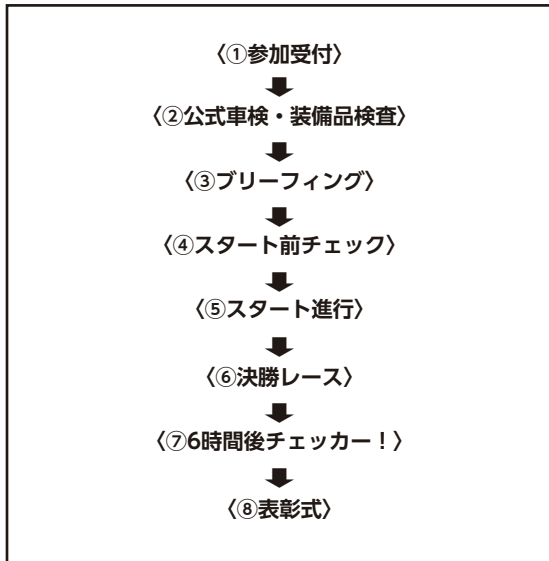 〈①参加受付〉
〈②公式車検・装備品検査〉
〈③ブリーフィング〉
〈④スタート前チェック〉
〈⑤スタート進行〉
〈⑥決勝レース〉
〈⑦6時間後チェッカー！〉
〈⑧表彰式〉